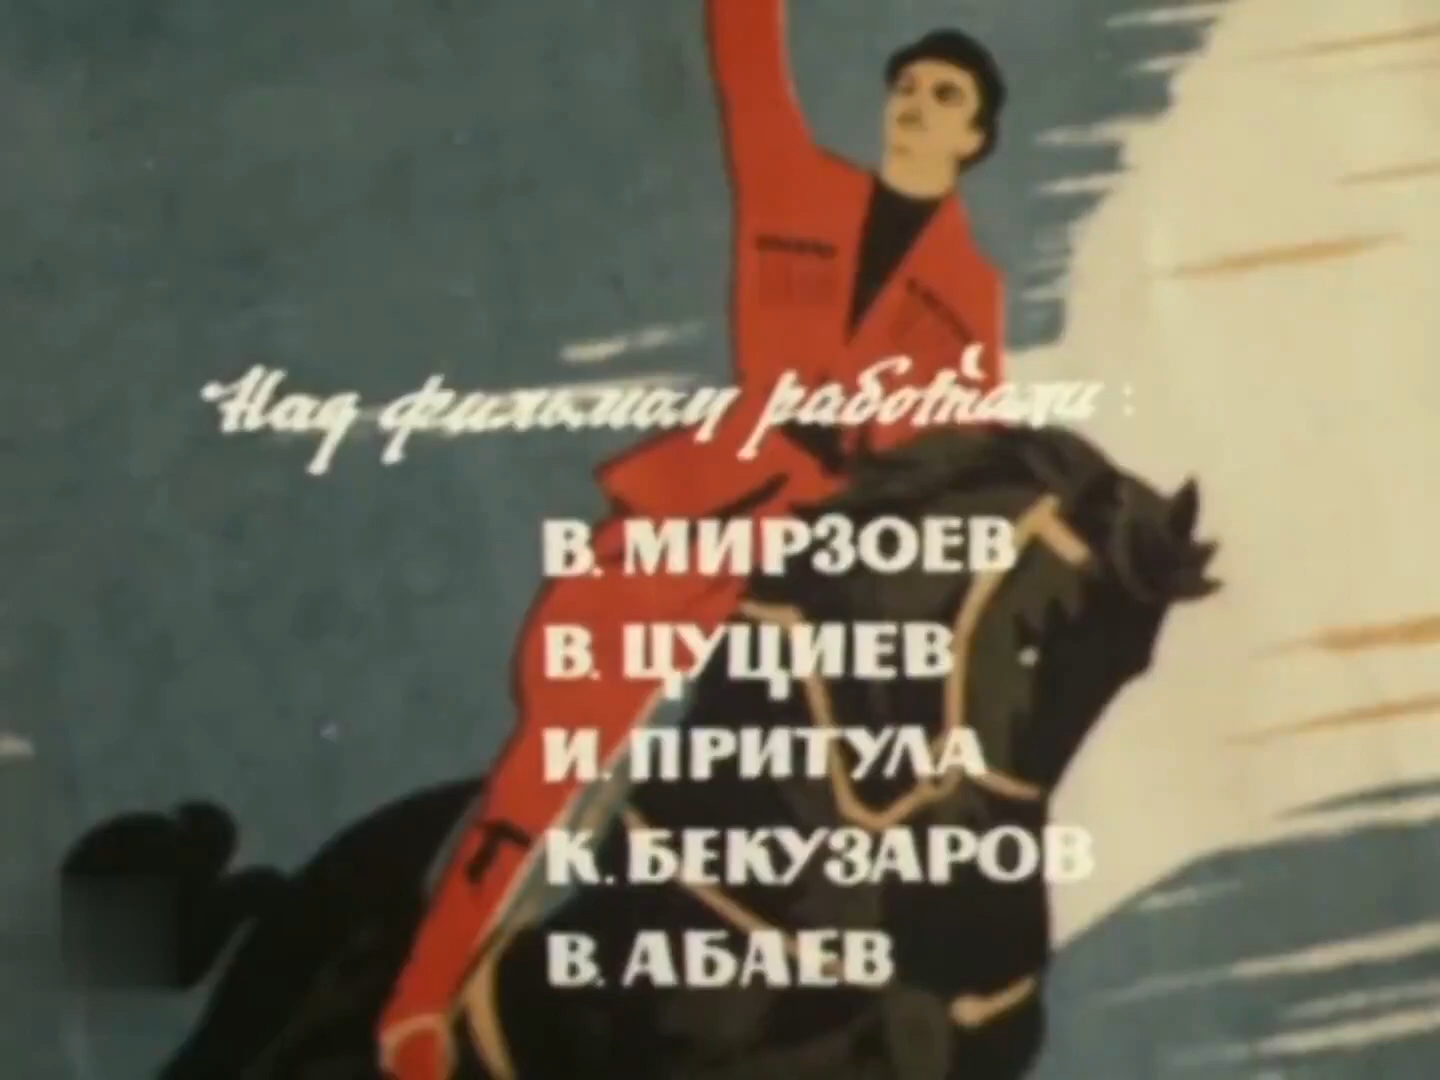 Над фильмом работали:
В. МИРЗОЕВ
В. ЦУЦИЕВ
И. ПРИТУЛА
К. БЕКУЗАРОВ
В. АБАЕВ